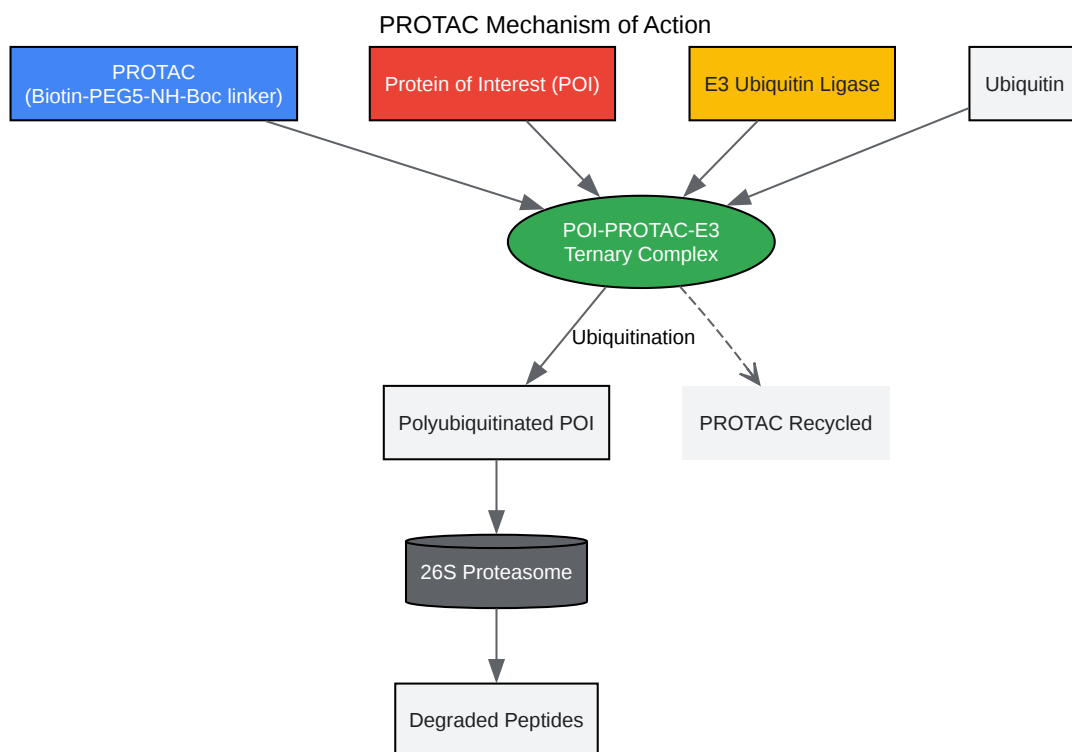 PROTAC Mechanism of Action
PROTAC
(Biotin-PEG5-NH-Boc linker)
Protein of Interest (POI)
E3 Ubiquitin Ligase
Ubiquitin
POI-PROTAC-E3
Ternary Complex
Ubiquitination
Polyubiquitinated POI
PROTAC Recycled
26S Proteasome
Degraded Peptides